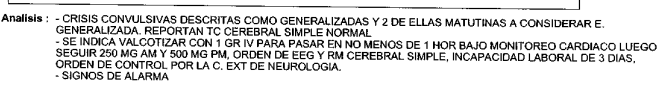 Analisis : - CRISIS CONVULSIVAS DESCRITAS COMO GENERALIZADAS Y 2 DE ELLAS MATUTINAS A CONSIDERAR E.
GENERALIZADA. REPORTAN TC CEREBRAL SIMPLE NORMAL
- SE INDICA VALCOTIZAR CON 1 GR IV PARA PASAR EN NO MENOS DE 1 HOR BAJO MONITOREO CARDIACO LUEGO
SEGUIR 250 MG AM Y 500 MG PM, ORDEN DE EEG Y RM CEREBRAL SIMPLE, INCAPACIDAD LABORAL DE 3 DIAS,
ORDEN DE CONTROL POR LA C. EXT DE NEUROLOGIA.
- SIGNOS DE ALARMA